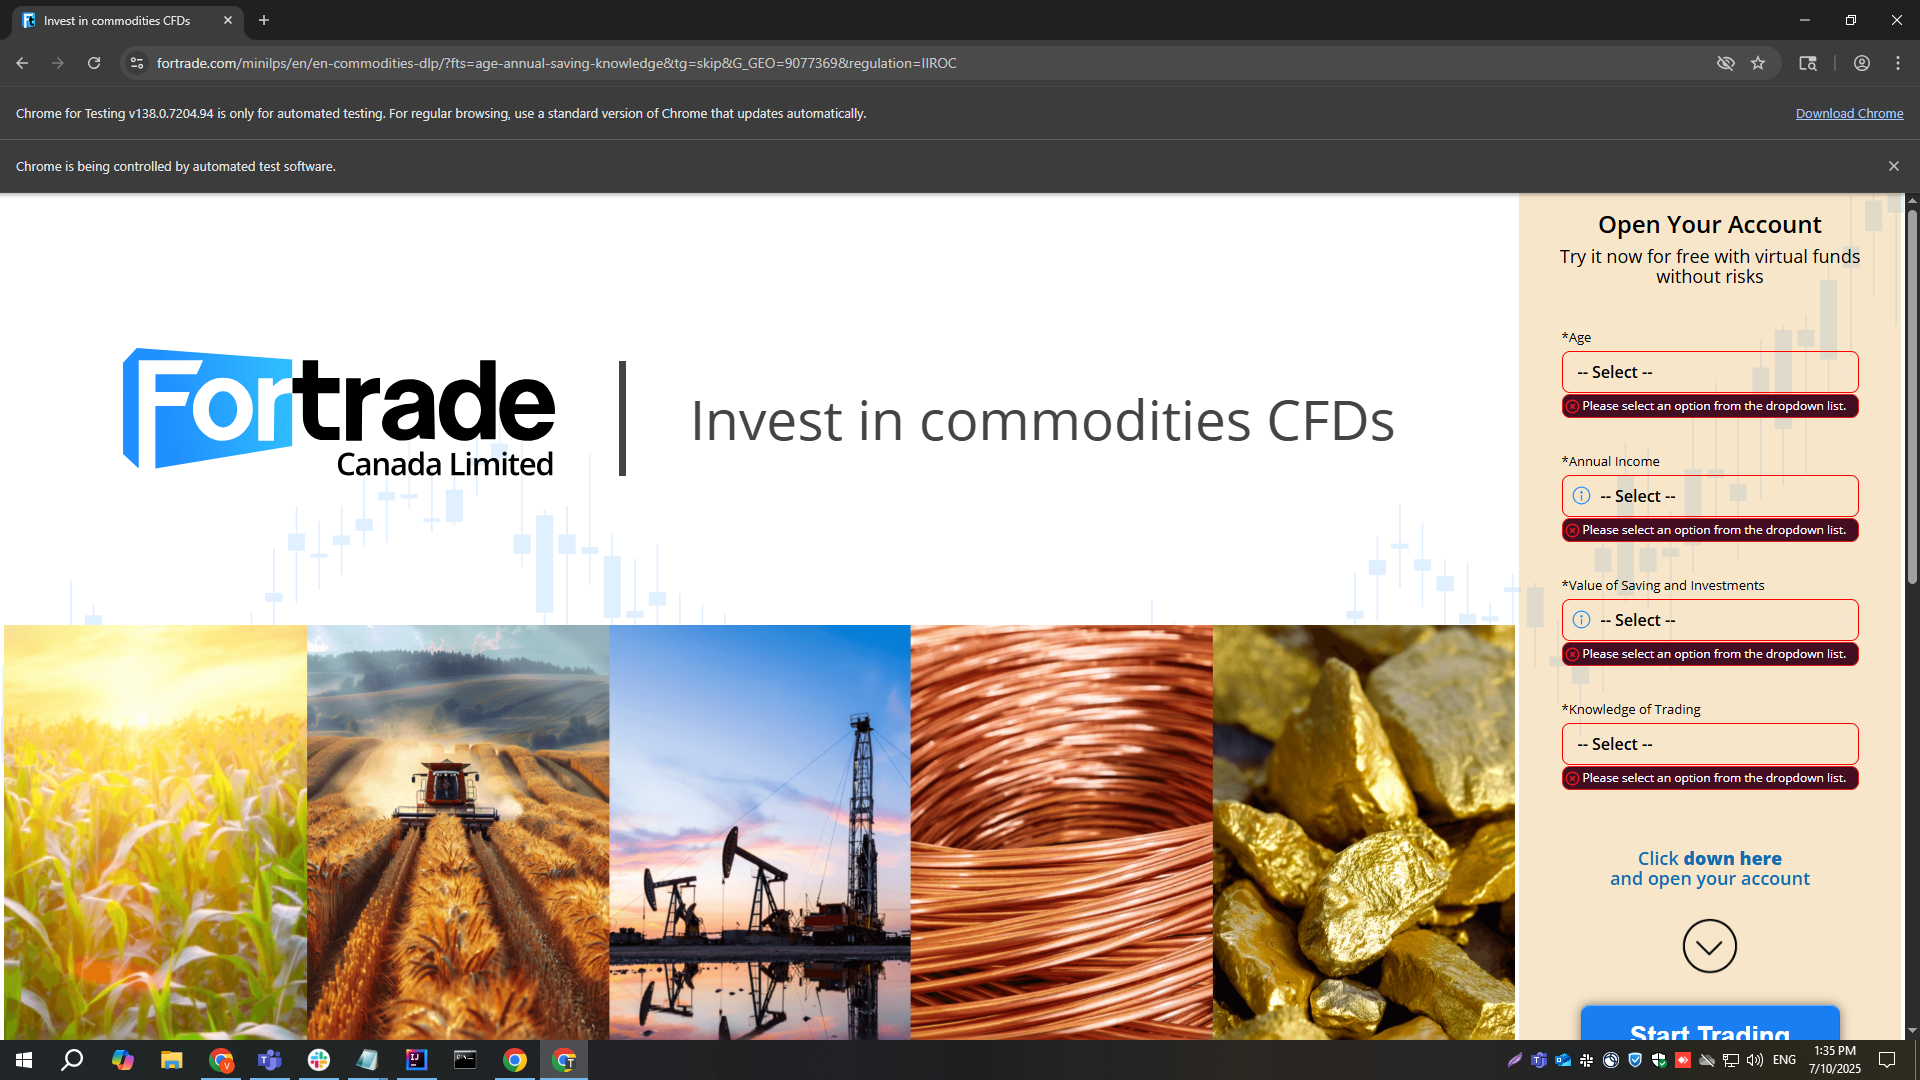 Invest in commodities CFDs
fortrade.com/minilps/en/en-commodities-dlp/?fts=age-annual-saving-knowledge&tg=skip&G_GEO=9077369&regulation=IIROC
Chrome for Testing v138.0.7204.94 is only for automated testing. For regular browsing, use a standard version of Chrome that updates automatically.
Download Chrome
Chrome is being controlled by automated test software.
Fortrade
Canada Limited
Invest in commodities CFDs
Open Your Account
Try it now for free with virtual funds
without risks
*Age
-- Select --
Please select an option from the dropdown list.
*Annual Income
-- Select --
Please select an option from the dropdown list.
*Value of Saving and Investments
-- Select --
Please select an option from the dropdown list.
*Knowledge of Trading
-- Select --
Please select an option from the dropdown list.
Click down here
and open your account
Start Trading
ENG
1:35 PM
7/10/2025